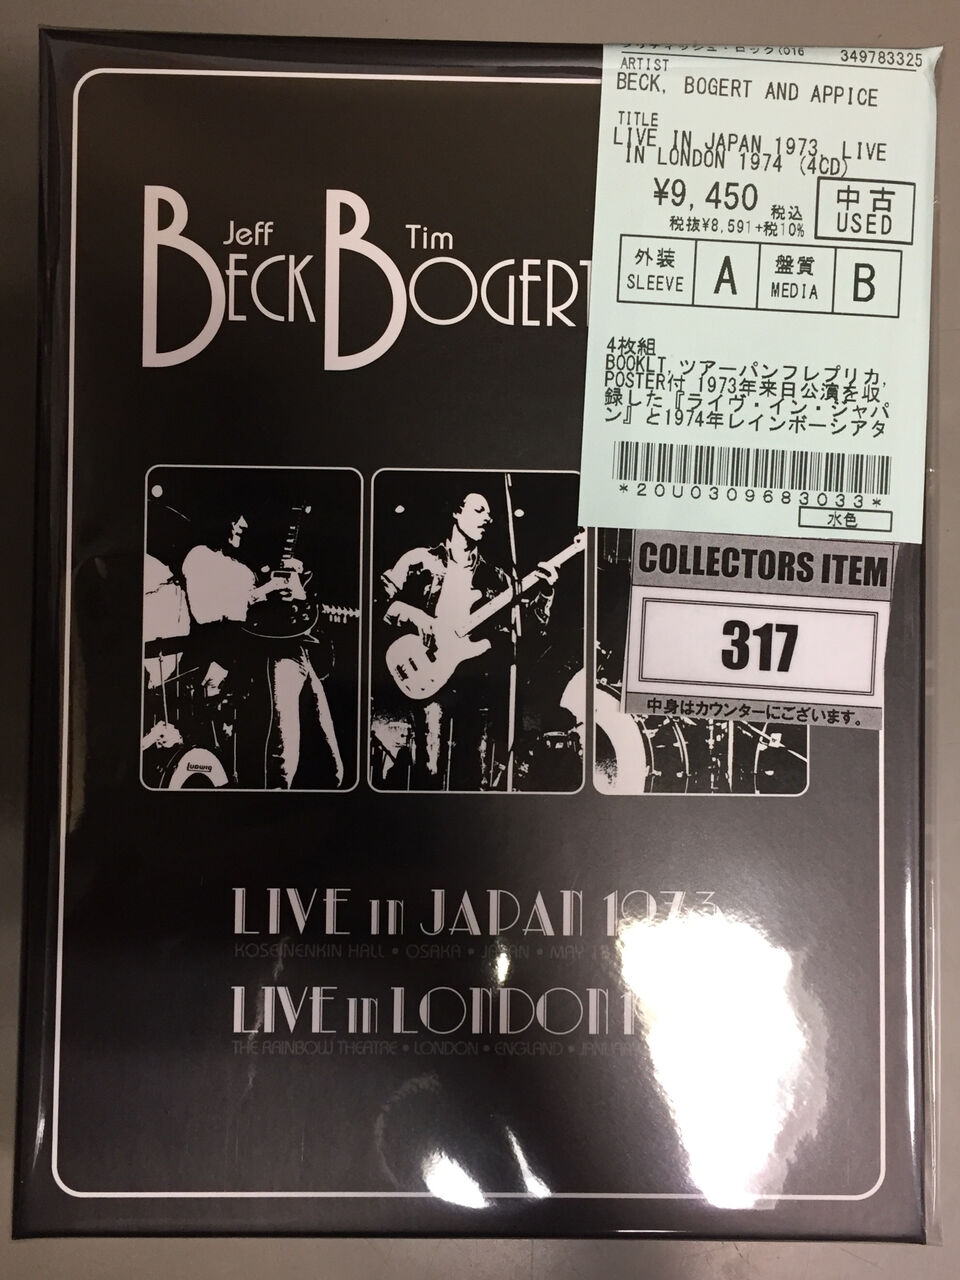 349783325
ARTIST
BECK, BOGERT AND APPICE
TITLE
LIVE IN JAPAN 1973, LIVE
IN LONDON 1974 (4CD)
¥9,450 税込
税抜¥8,591+税10%
中古
USED
外装
SLEEVE
A
盤質
MEDIA
B
4枚組
BOOKLT, ツアーパンフレプリカ,
POSTER付 1973年来日公演を収
録した『ライヴ・イン・ジャパ
ン』と1974年レインボーシアタ
*20U0309683033*
水色
COLLECTORS ITEM
317
中身はカウンターにございます。
Jeff
BECK
Tim
BOGERT
Ludwig
LIVE in JAPAN 1973
KOSEINENKIN HALL • OSAKA • JAPAN • MAY
LIVE in LONDON
THE RAINBOW THEATRE • LONDON • ENGLAND • JANUARY